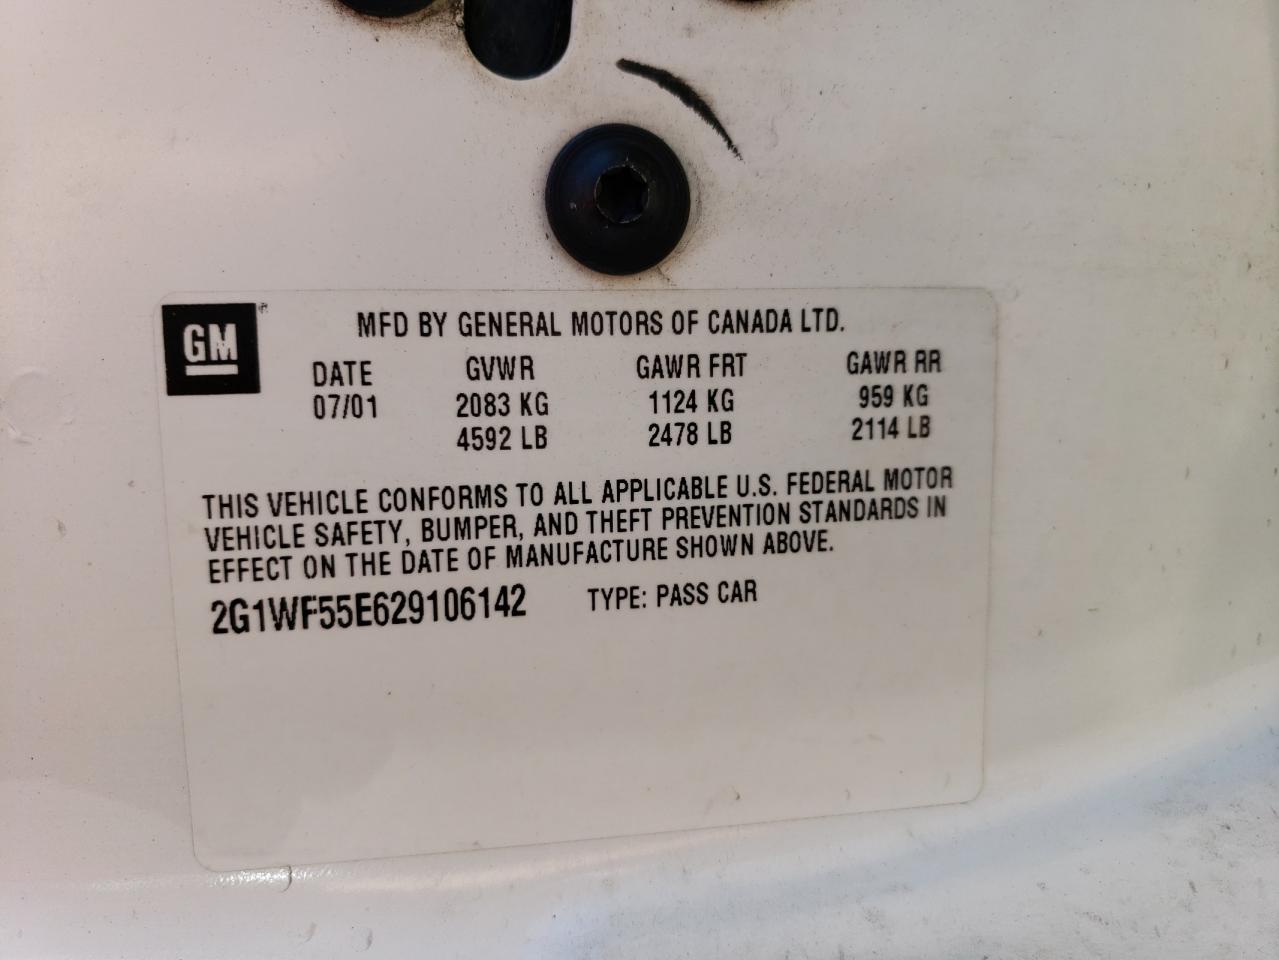 GM
MFD BY GENERAL MOTORS OF CANADA LTD.
DATE GVWR GAWR FRT GAWR RR
07/01 2083 KG 1124 KG 959 KG
4592 LB 2478 LB 2114 LB
THIS VEHICLE CONFORMS TO ALL APPLICABLE U.S. FEDERAL MOTOR
VEHICLE SAFETY, BUMPER, AND THEFT PREVENTION STANDARDS IN
EFFECT ON THE DATE OF MANUFACTURE SHOWN ABOVE.
2G1WF55E629106142 TYPE: PASS CAR